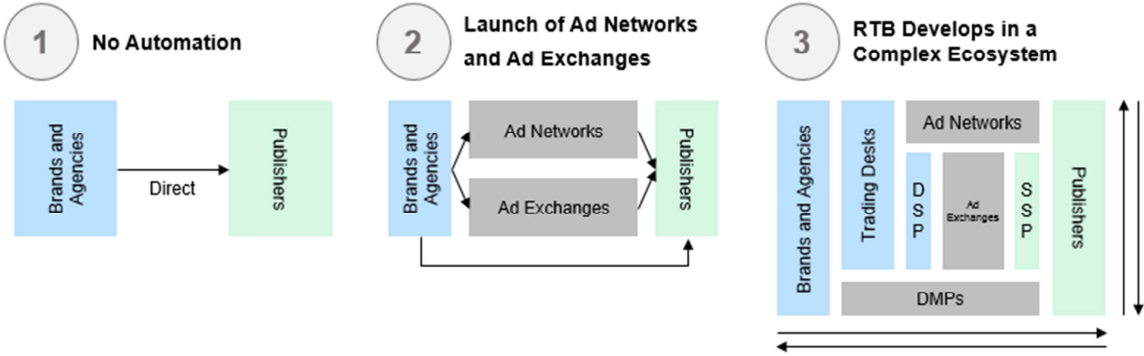 1
No Automation
Brands and
Agencies
Direct
Publishers
2
Launch of Ad Networks
and Ad Exchanges
Brands and
Agencies
Ad Networks
Ad Exchanges
Publishers
3
RTB Develops in a
Complex Ecosystem
Brands and Agencies
Trading Desks
Ad Networks
DSP
Ad
Exchanges
SSP
DMPs
Publishers